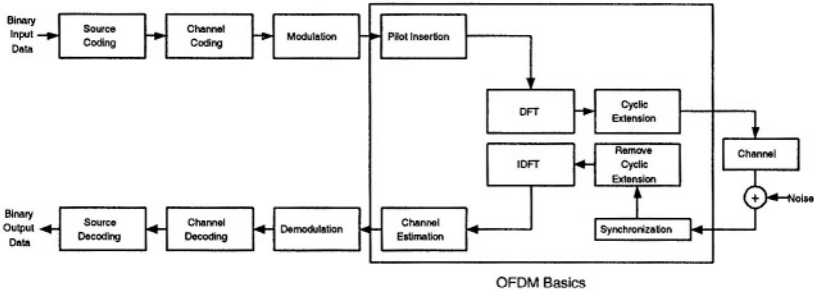 Binary
Input
Data
Source
Coding
Channel
Coding
Modulation
Pilot Insertion
DFT
Cyclic
Extension
Channel
IDFT
Remove
Cyclic
Extension
+
Noise
Binary
Output
Data
Source
Decoding
Channel
Decoding
Demodulation
Channel
Estimation
Synchronization
OFDM Basics